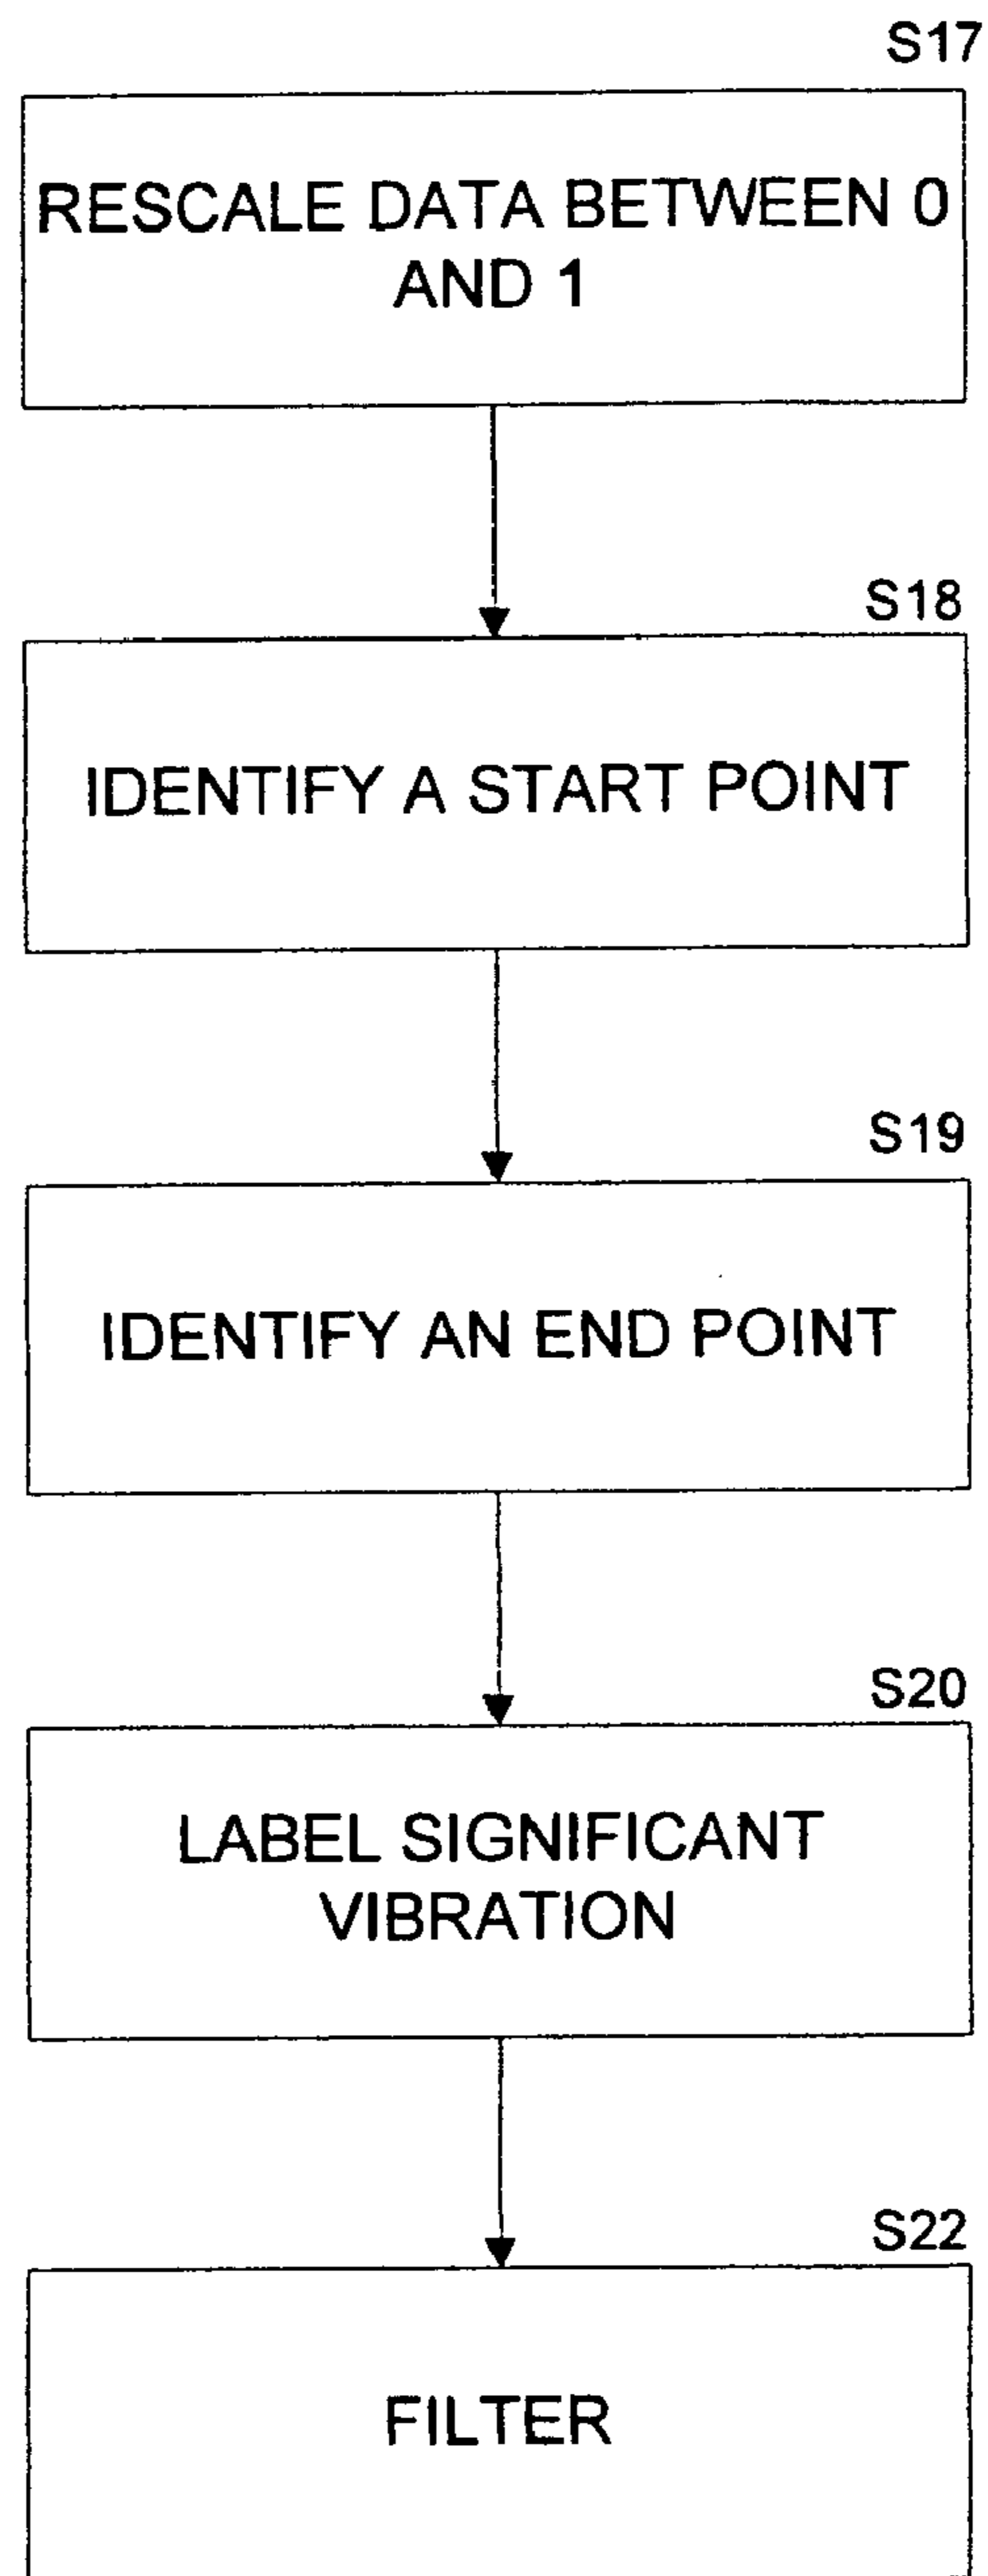 S17
RESCALE DATA BETWEEN 0
AND 1
S18
IDENTIFY A START POINT
S19
IDENTIFY AN END POINT
S20
LABEL SIGNIFICANT
VIBRATION
S22
FILTER